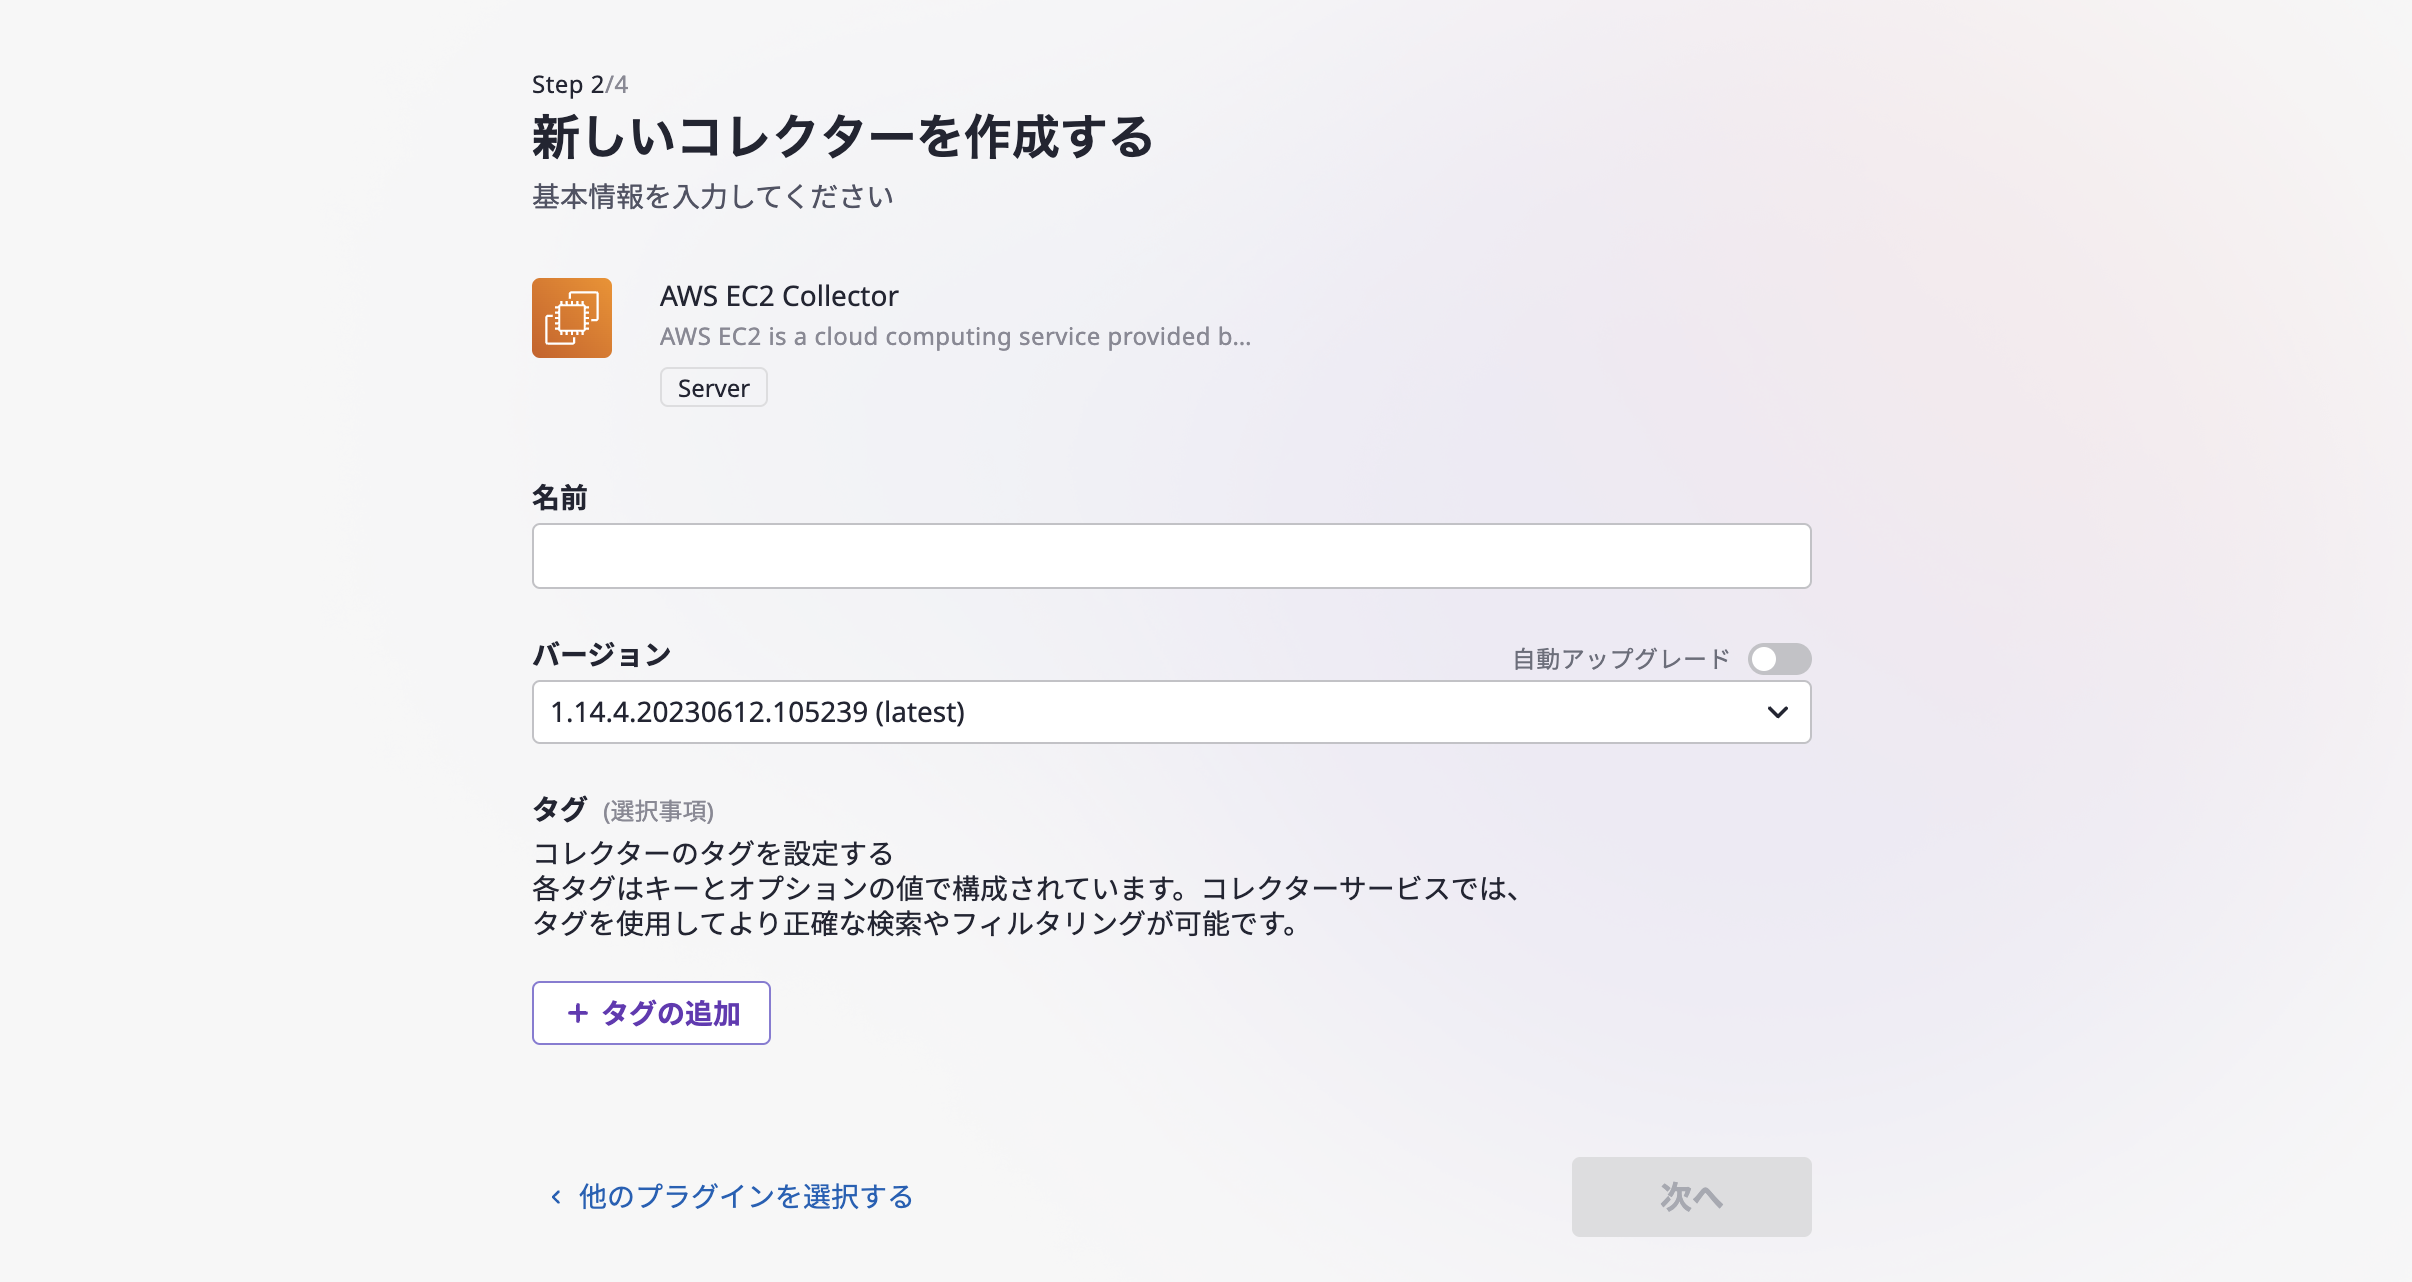 Step 2/4
新しいコレクターを作成する
基本情報を入力してください
AWS EC2 Collector
AWS EC2 is a cloud computing service provided b...
Server
名前
バージョン
自動アップグレード
1.14.4.20230612.105239 (latest)
タグ (選択事項)
コレクターのタグを設定する
各タグはキーとオプションの値で構成されています。コレクターサービスでは、
タグを使用してより正確な検索やフィルタリングが可能です。
+ タグの追加
他のプラグインを選択する
次へ